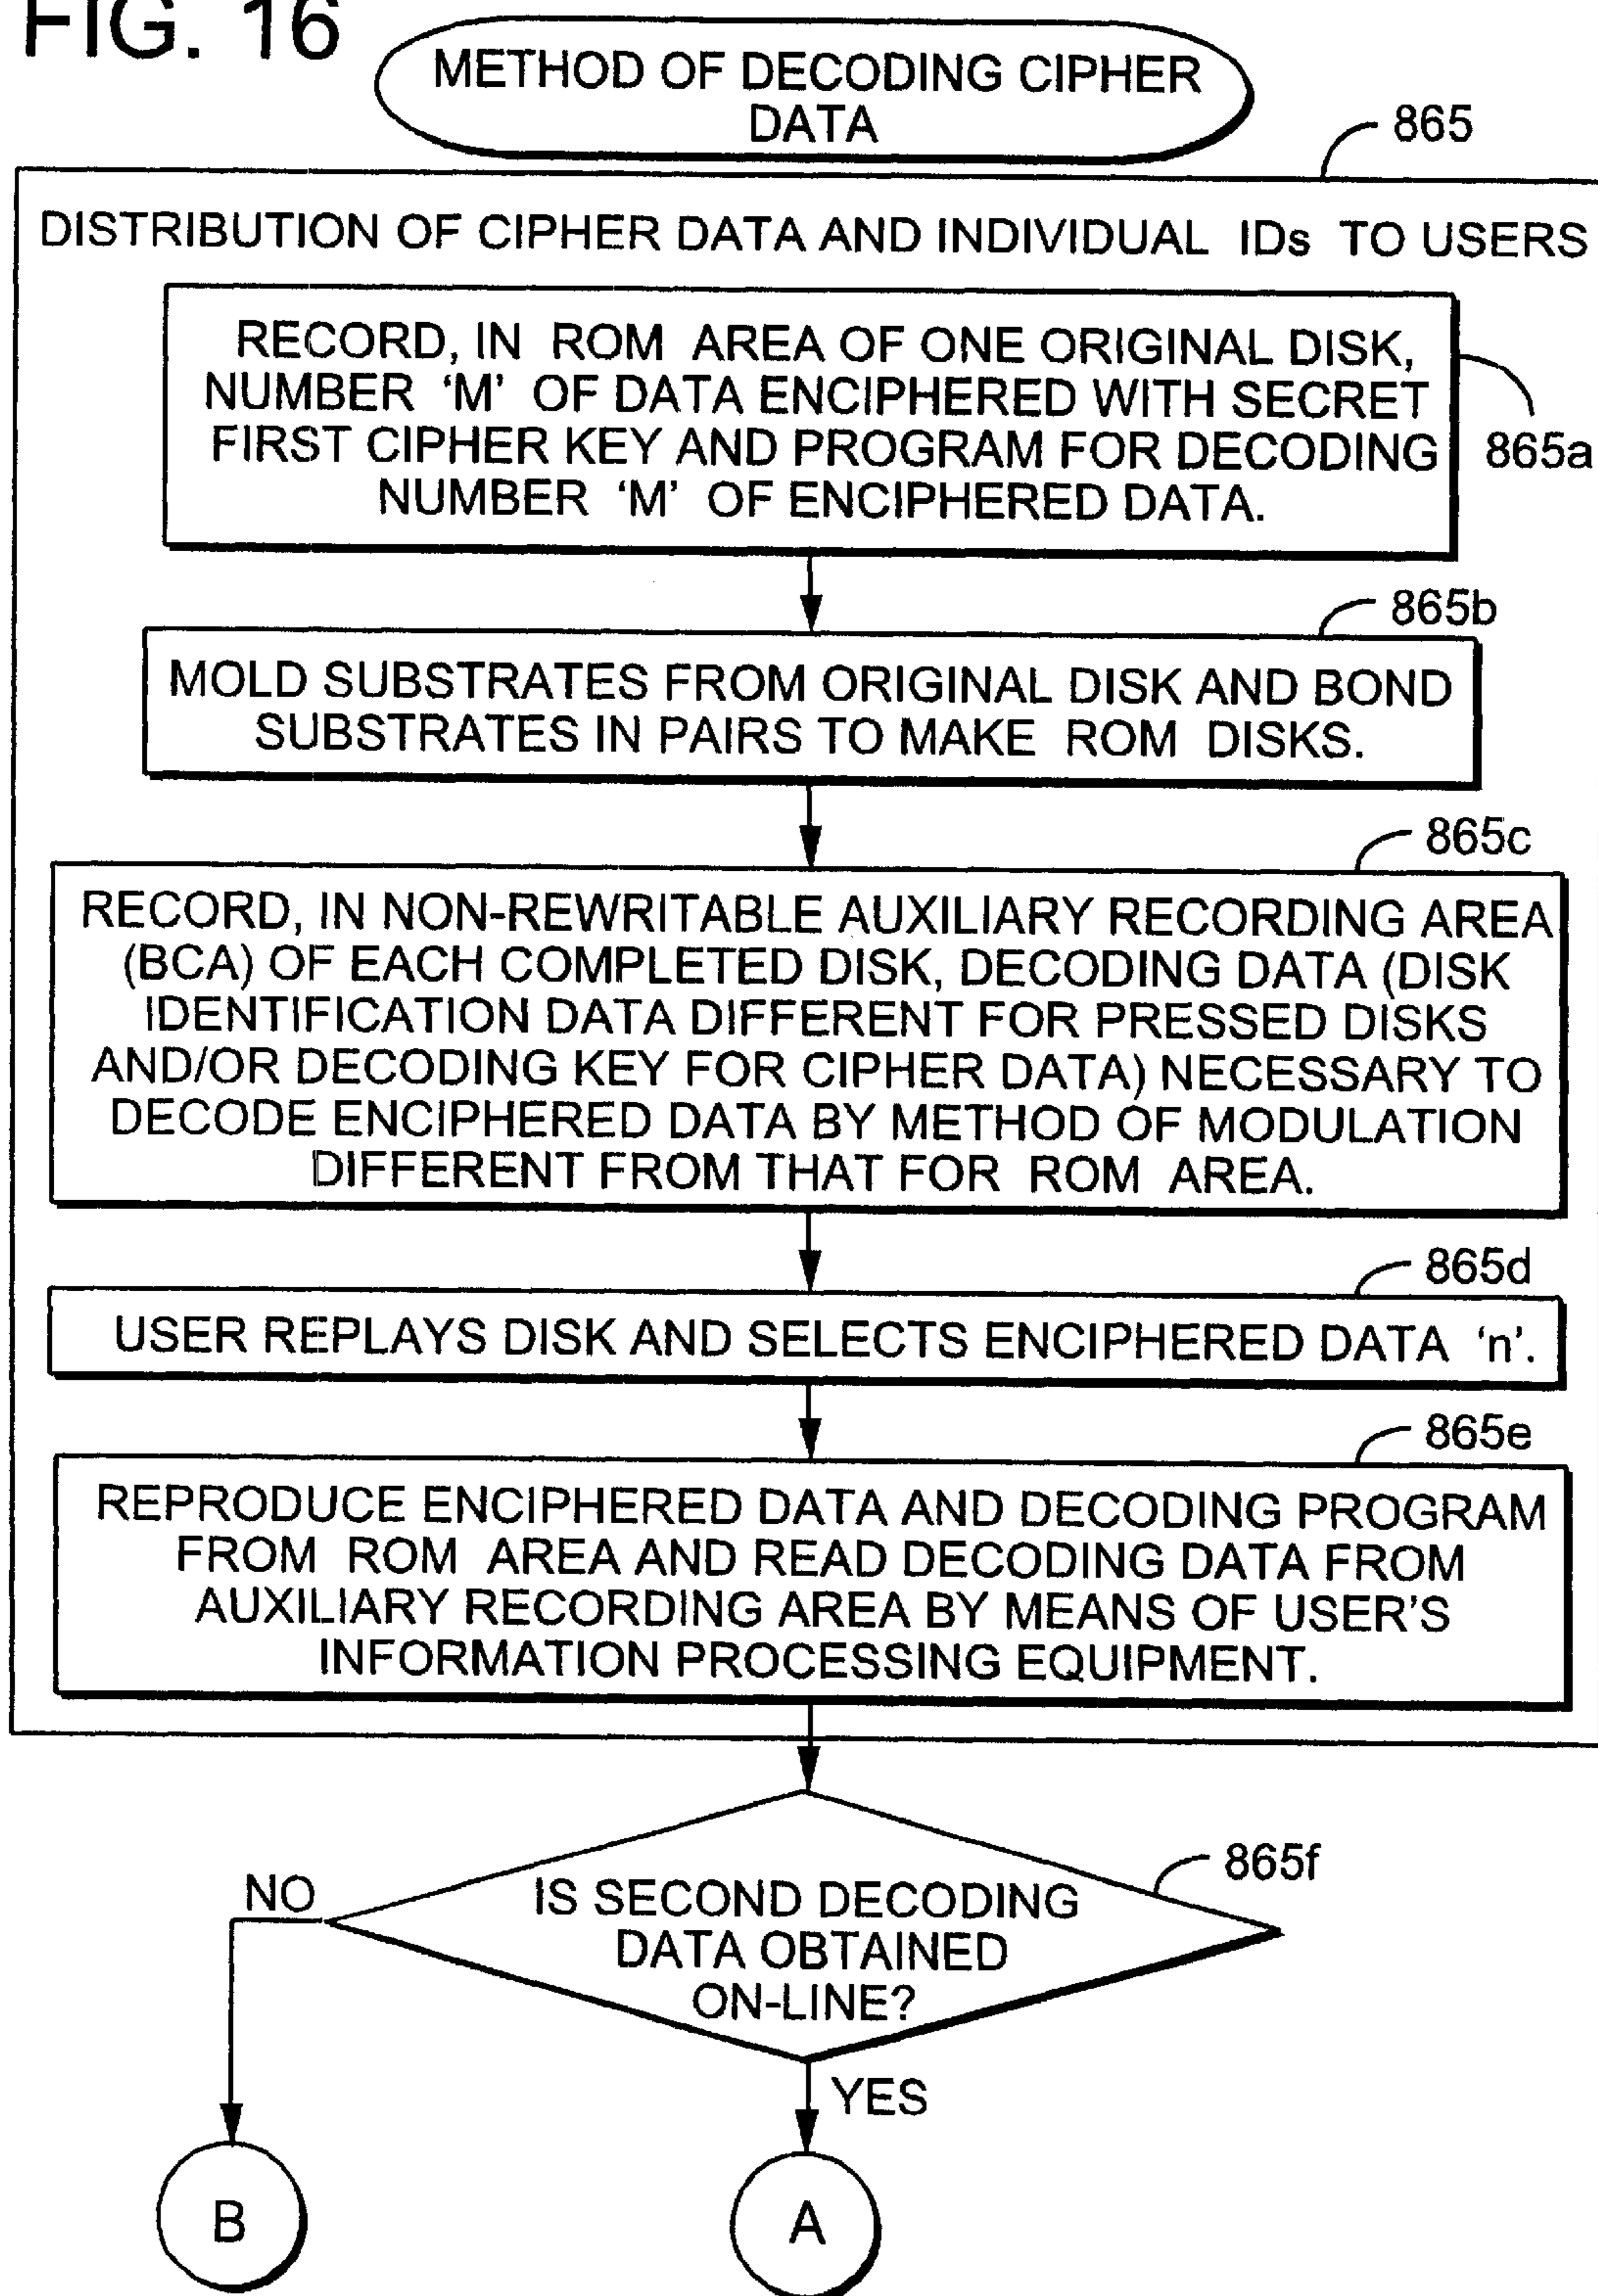 FIG. 16
METHOD OF DECODING CIPHER
DATA
865
DISTRIBUTION OF CIPHER DATA AND INDIVIDUAL IDs TO USERS
RECORD, IN ROM AREA OF ONE ORIGINAL DISK,
NUMBER ‘M’ OF DATA ENCIPHERED WITH SECRET
FIRST CIPHER KEY AND PROGRAM FOR DECODING
NUMBER ‘M’ OF ENCIPHERED DATA.
865a
865b
MOLD SUBSTRATES FROM ORIGINAL DISK AND BOND
SUBSTRATES IN PAIRS TO MAKE ROM DISKS.
865c
RECORD, IN NON-REWRITABLE AUXILIARY RECORDING AREA
(BCA) OF EACH COMPLETED DISK, DECODING DATA (DISK
IDENTIFICATION DATA DIFFERENT FOR PRESSED DISKS
AND/OR DECODING KEY FOR CIPHER DATA) NECESSARY TO
DECODE ENCIPHERED DATA BY METHOD OF MODULATION
DIFFERENT FROM THAT FOR ROM AREA.
865d
USER REPLAYS DISK AND SELECTS ENCIPHERED DATA ‘n’.
865e
REPRODUCE ENCIPHERED DATA AND DECODING PROGRAM
FROM ROM AREA AND READ DECODING DATA FROM
AUXILIARY RECORDING AREA BY MEANS OF USER'S
INFORMATION PROCESSING EQUIPMENT.
865f
NO
IS SECOND DECODING
DATA OBTAINED
ON-LINE?
YES
B
A